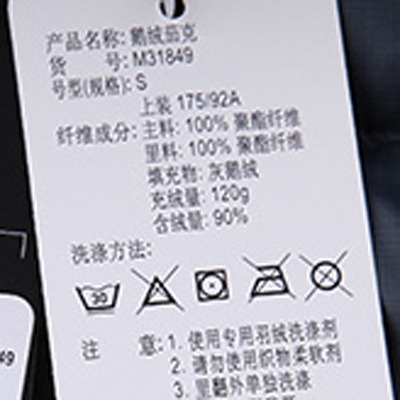 产品名称: 鹅绒茄克
货 号: M31849
号型(规格): S
上装 175/92A
纤维成分: 主料: 100% 聚酯纤维
里料: 100% 聚酯纤维
填充物: 灰鹅绒
充绒量: 120g
含绒量: 90%
洗涤方法:
30
注 意: 1. 使用专用羽绒洗涤剂
2. 请勿使用织物柔软剂
3. 里翻外单独洗涤
49